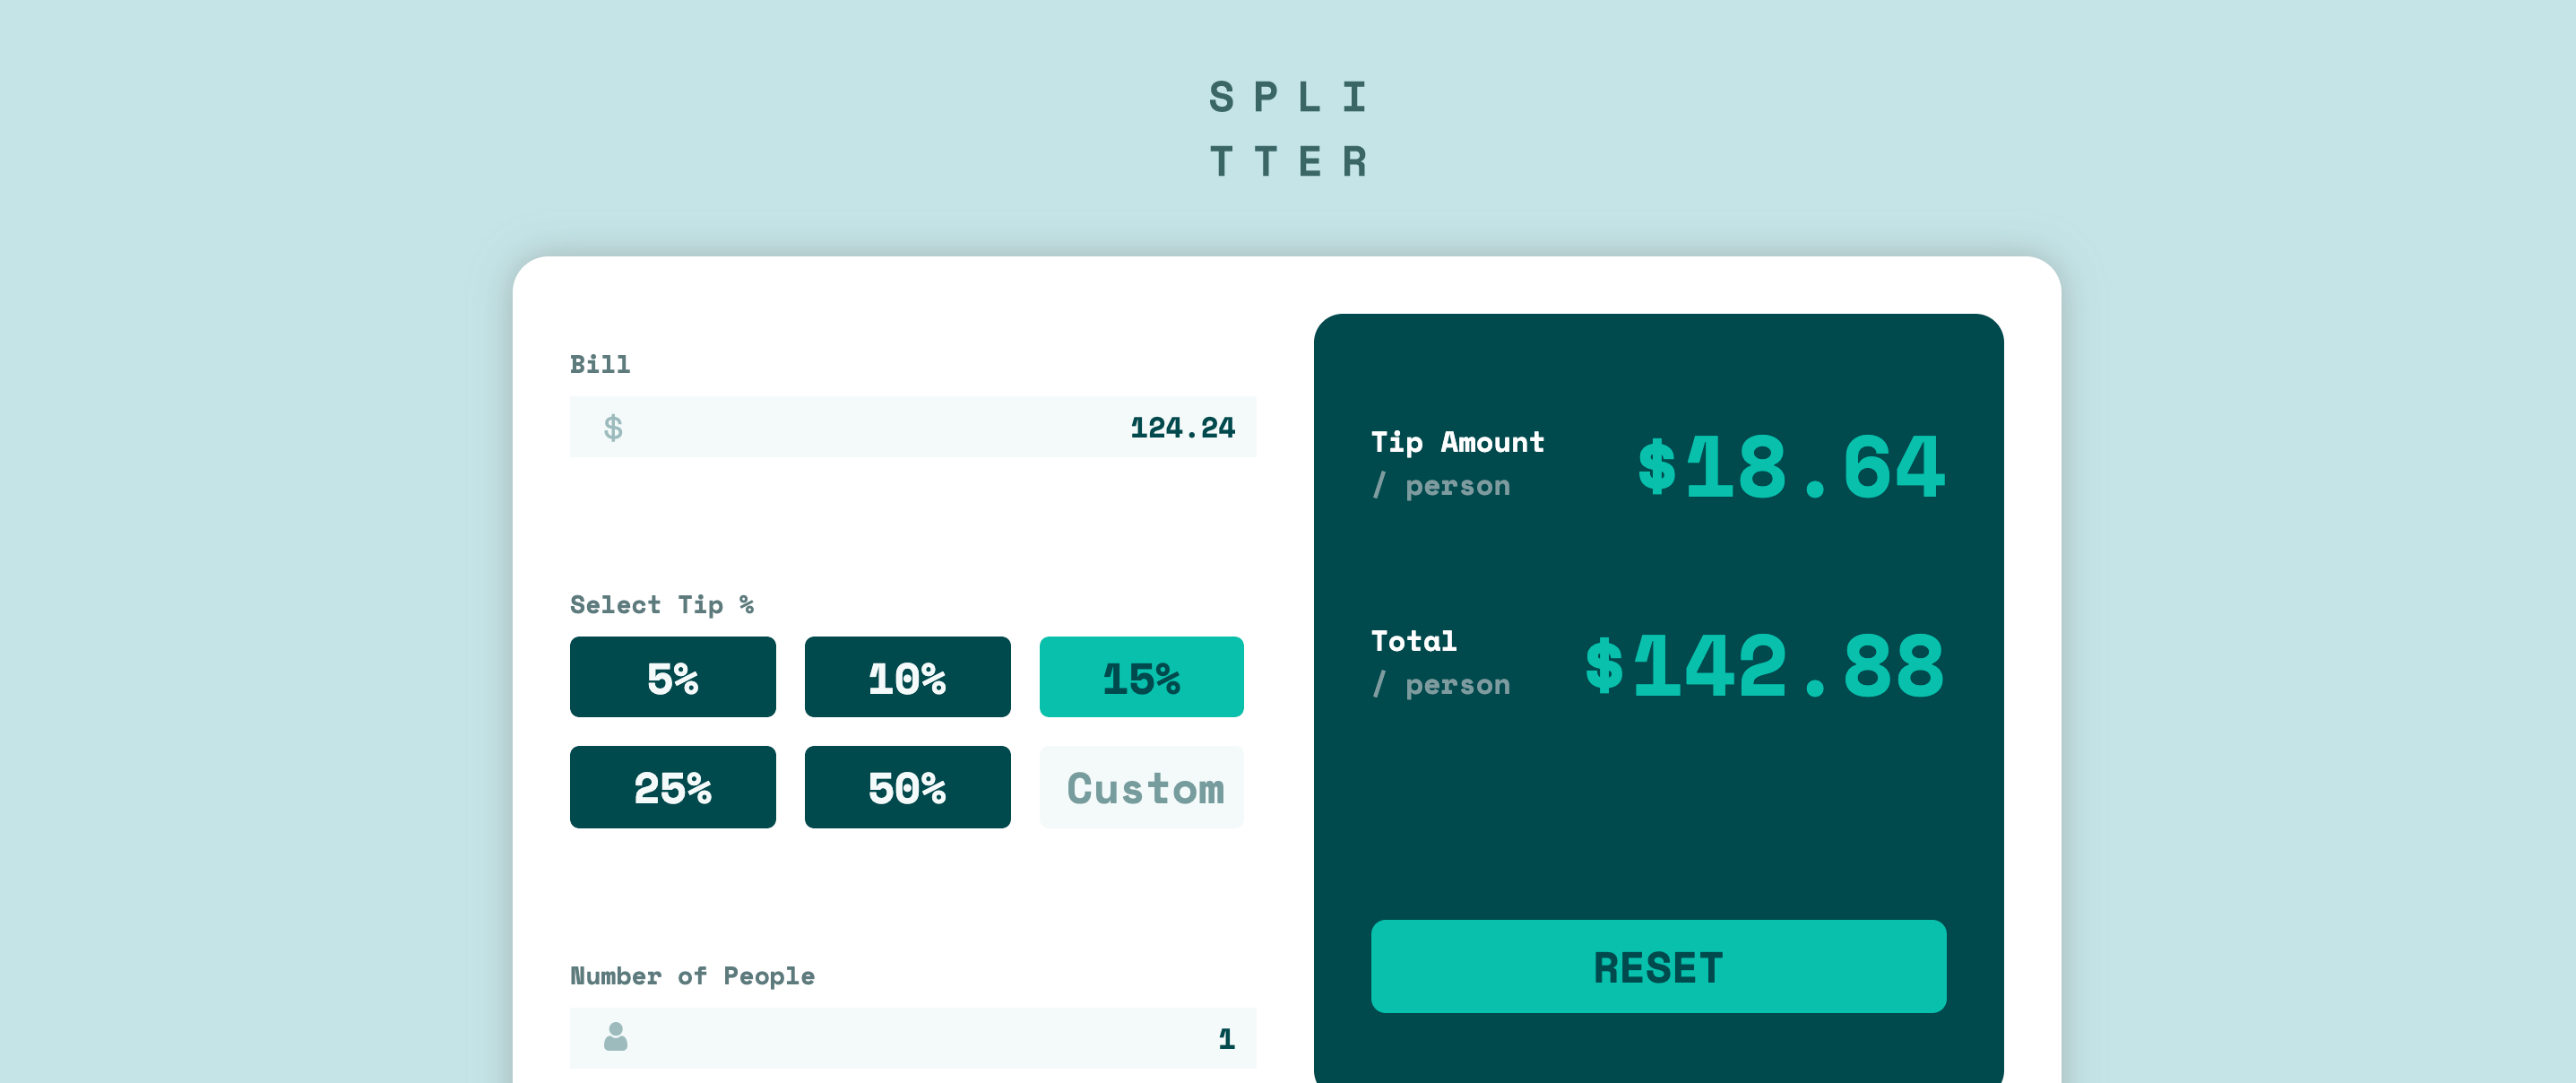 SPLI
TTER
Bill
$ 124.24
Select Tip %
5% 10% 15%
25% 50% Custom
Number of People
1
Tip Amount
/ person
$18.64
Total
/ person
$142.88
RESET